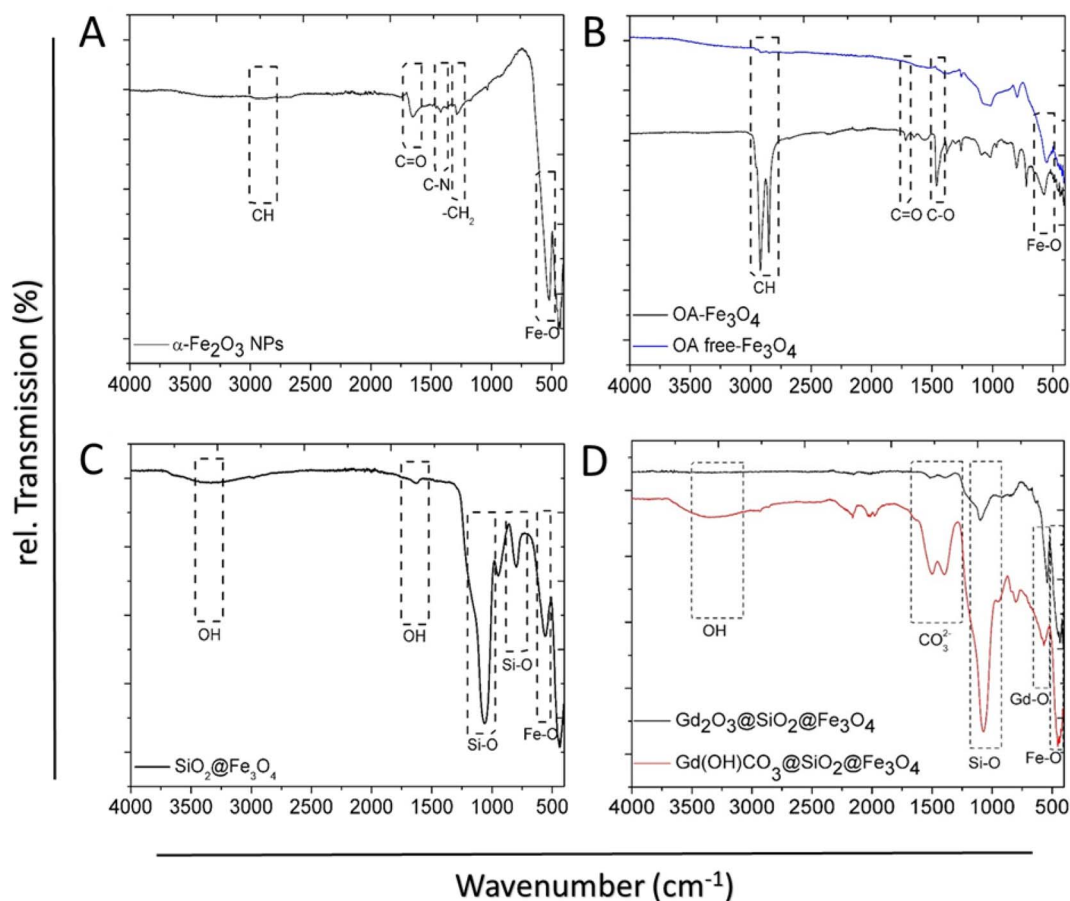 A
CH
C=O
C-N
-CH₂
Fe-O
α-Fe₂O₃ NPs
4000 3500 3000 2500 2000 1500 1000 500
B
CH
C=O
C-O
Fe-O
OA-Fe₃O₄
OA free-Fe₃O₄
4000 3500 3000 2500 2000 1500 1000 500
C
OH
OH
Si-O
Si-O
Fe-O
SiO₂@Fe₃O₄
4000 3500 3000 2500 2000 1500 1000 500
D
OH
CO₃²⁻
Si-O
Gd-O
Fe-O
Gd₂O₃@SiO₂@Fe₃O₄
Gd(OH)CO₃@SiO₂@Fe₃O₄
4000 3500 3000 2500 2000 1500 1000 500
rel. Transmission (%)
Wavenumber (cm⁻¹)